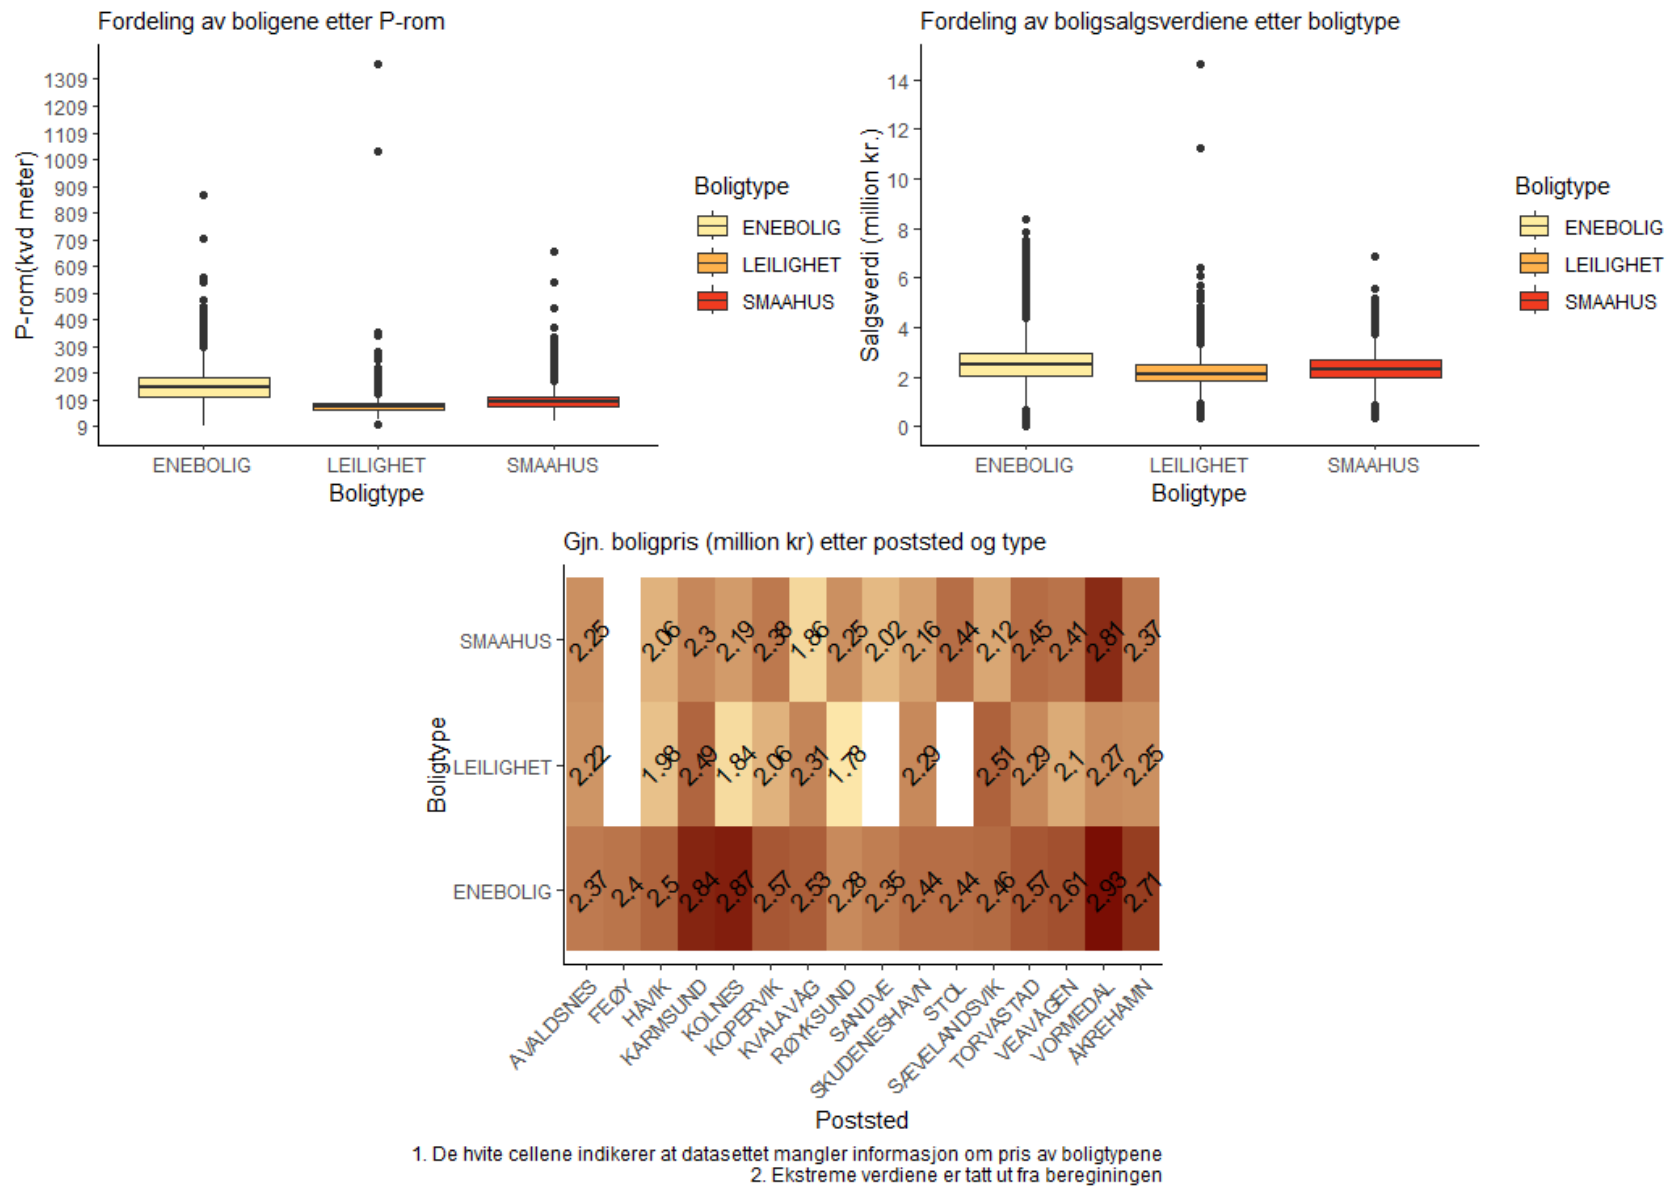 Fordeling av boligene etter P-rom
P-rom(kvd meter)
1309
1209
1109
1009
909
809
709
609
509
409
309
209
109
9
ENEBOLIG LEILIGHET SMAAHUS
Boligtype
Boligtype
ENEBOLIG
LEILIGHET
SMAAHUS
Fordeling av boligsalgsverdiene etter boligtype
Salgsverdi (million kr.)
14
12
10
8
6
4
2
0
ENEBOLIG LEILIGHET SMAAHUS
Boligtype
Boligtype
ENEBOLIG
LEILIGHET
SMAAHUS
Gjn. boligpris (million kr) etter poststed og type
Boligtype
SMAAHUS 2.25 2.06 2.3 2.19 2.38 1.86 2.25 2.02 2.16 2.44 2.12 2.45 2.41 2.81 2.37
LEILIGHET 2.22 1.98 2.49 1.84 2.06 2.31 1.78 2.29 2.51 2.29 2.1 2.27 2.25
ENEBOLIG 2.37 2.4 2.5 2.84 2.87 2.57 2.53 2.28 2.35 2.44 2.44 2.46 2.57 2.61 2.93 2.71
AVALDSNES FEØY HÅVIK KARMSUND KOLNES KOPERVIK KVALAVÅG RØYKSUND SANDVE SKUDENESHAVN STOL SÆVELANDSVIK TORVASTAD VEAVÅGEN VORMEDAL ÅKREHAMN
Poststed
1. De hvite cellene indikerer at datasettet mangler informasjon om pris av boligtypene
2. Ekstreme verdiene er tatt ut fra beregininingen